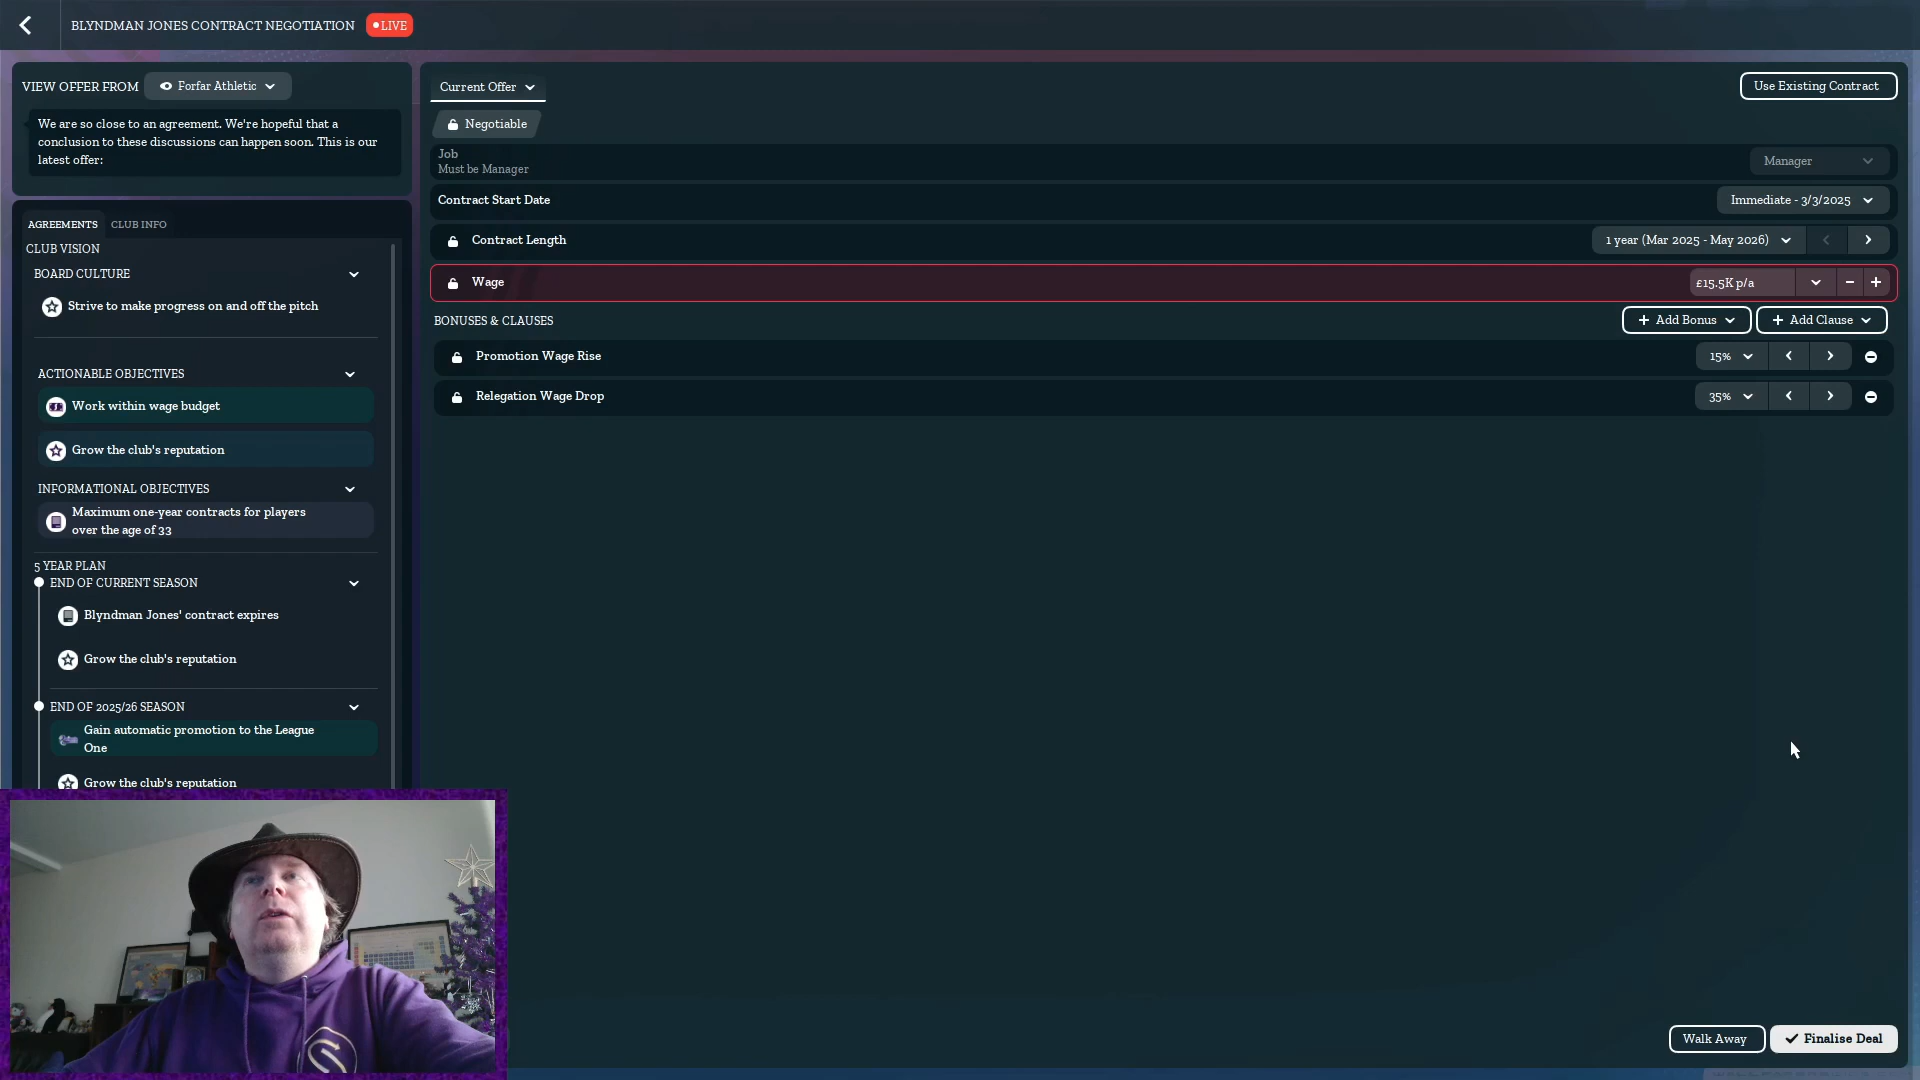 BLYNDMAN JONES CONTRACT NEGOTIATION
LIVE
VIEW OFFER FROM
Forfar Athletic
We are so close to an agreement. We're hopeful that a
conclusion to these discussions can happen soon. This is our
latest offer:
AGREEMENTS
CLUB INFO
CLUB VISION
BOARD CULTURE
Strive to make progress on and off the pitch
ACTIONABLE OBJECTIVES
Work within wage budget
Grow the club's reputation
INFORMATIONAL OBJECTIVES
Maximum one-year contracts for players
over the age of 33
5 YEAR PLAN
END OF CURRENT SEASON
Blyndman Jones' contract expires
Grow the club's reputation
END OF 2025/26 SEASON
Gain automatic promotion to the League
One
Grow the club's reputation
Current Offer
Use Existing Contract
Negotiable
Job
Must be Manager
Manager
Contract Start Date
Immediate - 3/3/2025
Contract Length
1 year (Mar 2025 - May 2026)
Wage
£15.5K p/a
BONUSES & CLAUSES
Add Bonus
Add Clause
Promotion Wage Rise
15%
Relegation Wage Drop
35%
Walk Away
Finalise Deal